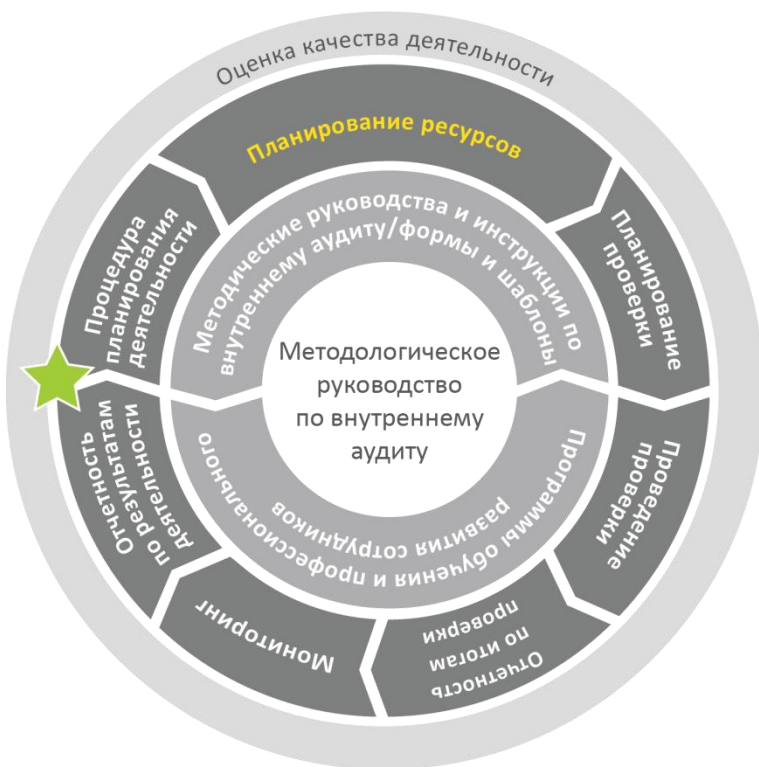 Оценка качества деятельности
Планирование ресурсов
Планирование
проверки
Проведение
проверки
Отчетность
по итогам
проверки
Мониторинг
Отчетность
по результатам
деятельности
Процедура
планирования
деятельности
Методические руководства и инструкции по
внутреннему аудиту/формы и шаблоны
Программы обучения и профессионального
развития сотрудников
Методологическое
руководство
по внутреннему
аудиту